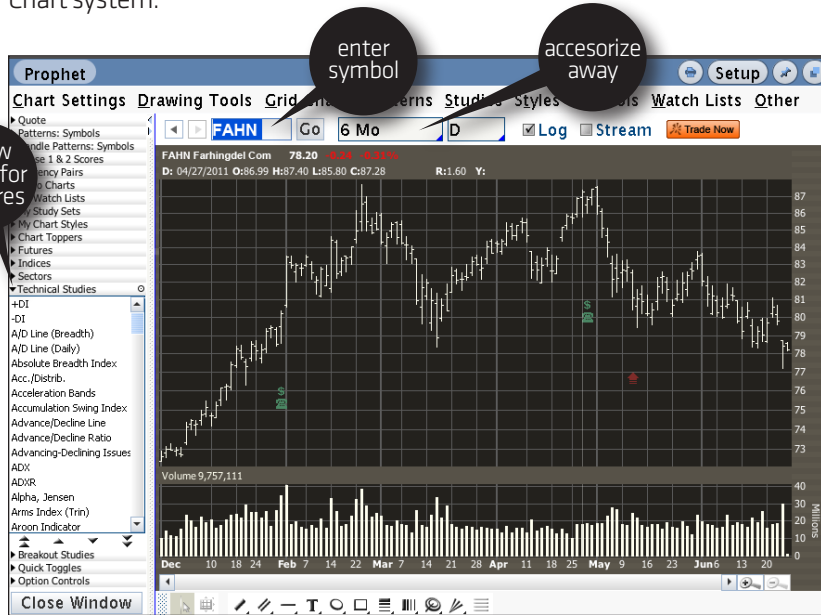 Chart system.
enter
symbol
accesorize
away
Prophet
Setup
Chart Settings Drawing Tools Grid Studies Styles Watch Lists Other
FAHN Go 6 Mo D Log Stream Trade Now
Quote
Patterns: Symbols
Patterns: Symbols
1 & 2 Scores
Pairs
Charts
Watch Lists
Study Sets
My Chart Styles
Chart Toppers
Futures
Indices
Sectors
Technical Studies
+DI
-DI
A/D Line (Breadth)
A/D Line (Daily)
Absolute Breadth Index
Acc./Distrib.
Acceleration Bands
Accumulation Swing Index
Advance/Decline Line
Advance/Decline Ratio
Advancing-Declining Issues
ADX
ADXR
Alpha, Jensen
Arms Index (Trin)
Aroon Indicator
Breakout Studies
Quick Toggles
Option Controls
Close Window
FAHN Farhingdel Com 78.20
D: 04/27/2011 O:86.99 H:87.40 L:85.80 C:87.28 R:1.60 Y:
87
86
85
84
83
82
81
80
79
78
77
76
75
74
73
Volume 9,757,111
40
30
20
10
0
Millions
Dec 10 18 24 Feb 7 14 22 Mar 7 14 21 28 Apr 11 18 25 May 9 16 23 Jun 6 13 20
T